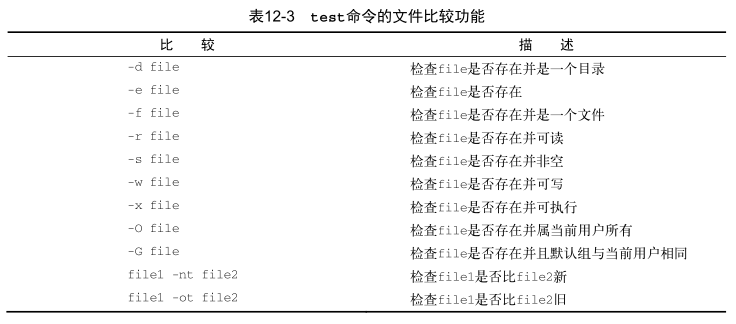 表12-3 test命令的文件比较功能
比 较 描 述
-d file 检查file是否存在并是一个目录
-e file 检查file是否存在
-f file 检查file是否存在并是一个文件
-r file 检查file是否存在并可读
-s file 检查file是否存在并非空
-w file 检查file是否存在并可写
-x file 检查file是否存在并可执行
-O file 检查file是否存在并属当前用户所有
-G file 检查file是否存在并且默认组与当前用户相同
file1 -nt file2 检查file1是否比file2新
file1 -ot file2 检查file1是否比file2旧